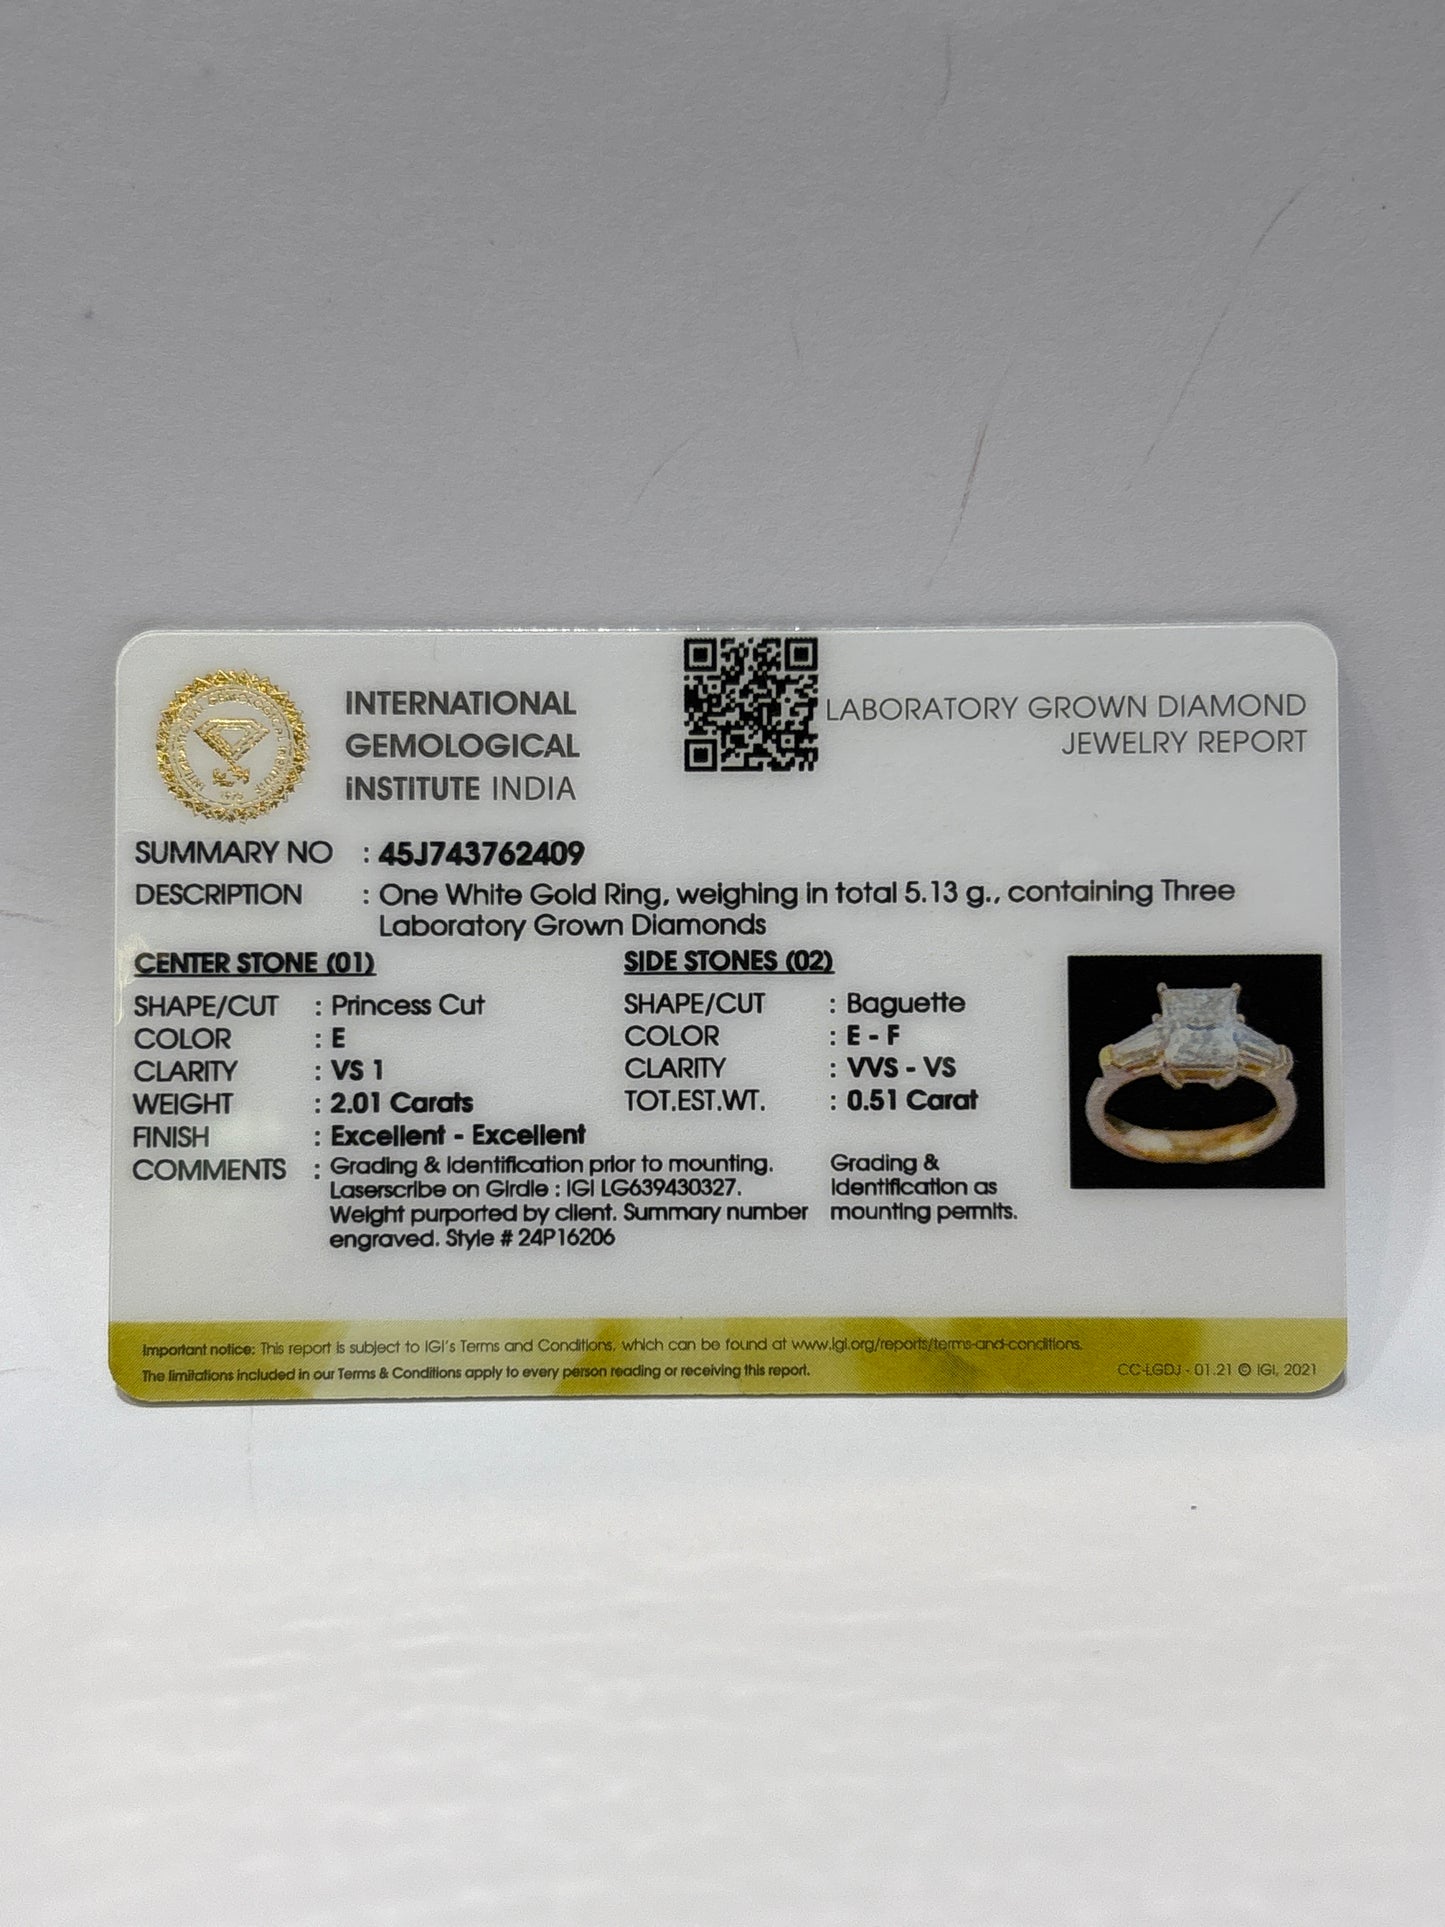 INTERNATIONAL
GEMOLOGICAL
INSTITUTE INDIA
LABORATORY GROWN DIAMOND
JEWELRY REPORT
SUMMARY NO : 45J743762409
DESCRIPTION : One White Gold Ring, weighing in total 5.13 g., containing Three
Laboratory Grown Diamonds
CENTER STONE (01)
SHAPE/CUT : Princess Cut
COLOR : E
CLARITY : VS 1
WEIGHT : 2.01 Carats
FINISH : Excellent - Excellent
COMMENTS : Grading & Identification prior to mounting.
Laserscribe on Girdle : IGI LG639430327.
Weight purported by client. Summary number
engraved. Style # 24P16206
SIDE STONES (02)
SHAPE/CUT : Baguette
COLOR : E - F
CLARITY : VVS - VS
TOT.EST.WT. : 0.51 Carat
Grading &
Identification as
mounting permits.
Important notice: This report is subject to IGI's Terms and Conditions, which can be found at www.igi.org/reports/terms-and-conditions.
The limitations included in our Terms & Conditions apply to every person reading or receiving this report.
CC-LGDJ - 01.21 © IGI, 2021